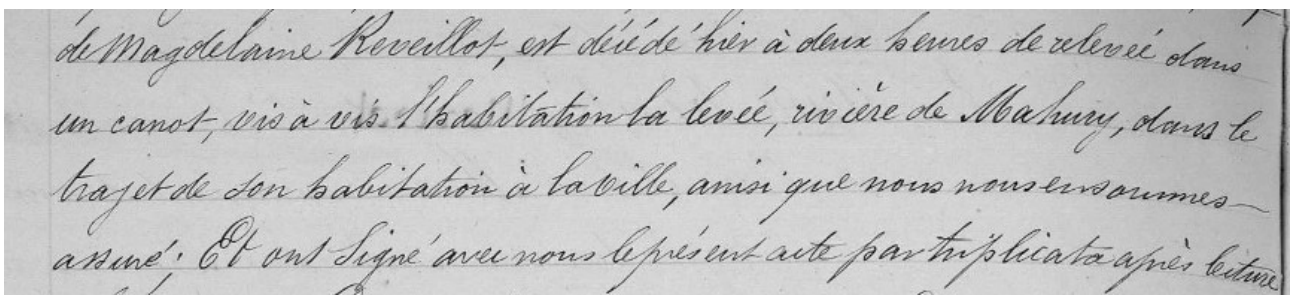 de Magdelaine Reveillot, est décédé hier à deux heures de relevée dans
un canot, vis à vis l'habitation la levée, rivière de Mahury, dans le
trajet de son habitation à la ville, ainsi que nous nous en sommes
assuré; Et ont signé avec nous le présent acte par triplicata après lecture